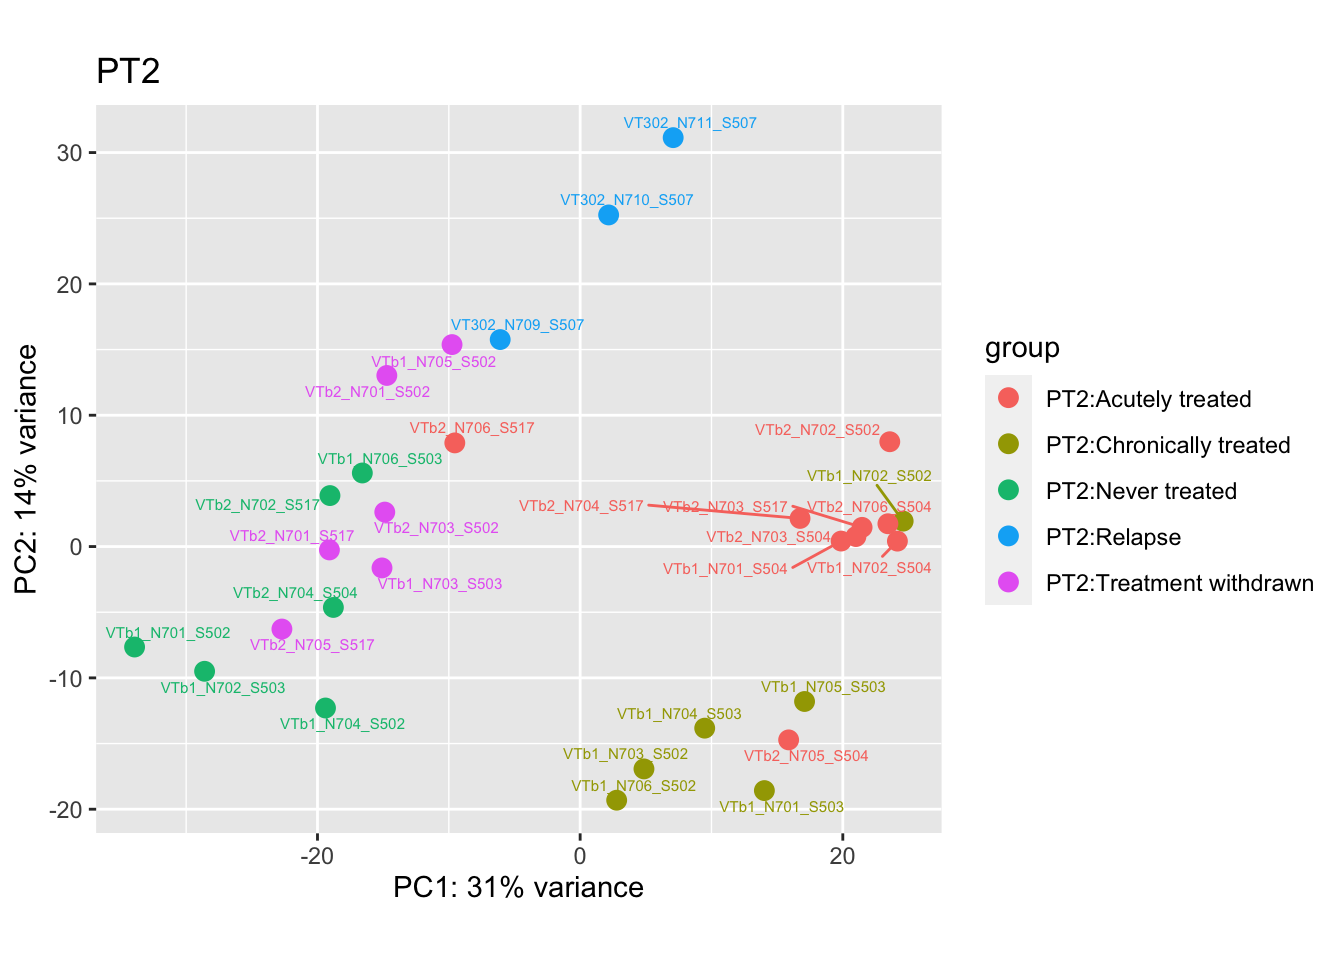 PT2
VT302_N711_S507
VT302_N710_S507
VT302_N709_S507
VTb1_N705_S502
VTb2_N701_S502
VTb2_N706_S517
VTb2_N702_S502
VTb1_N706_S503
VTb1_N702_S502
VTb2_N702_S517
VTb2_N704_S517
VTb2_N703_S517
VTb2_N706_S504
VTb2_N703_S502
VTb2_N701_S517
VTb2_N703_S504
VTb1_N701_S504
VTb1_N702_S504
VTb1_N703_S503
VTb2_N704_S504
VTb1_N701_S502
VTb2_N705_S517
VTb1_N702_S503
VTb1_N705_S503
VTb1_N704_S503
VTb1_N704_S502
VTb1_N703_S502
VTb2_N705_S504
VTb1_N706_S502
VTb1_N701_S503
30
20
10
0
-10
-20
PC2: 14% variance
-20
0
20
PC1: 31% variance
group
PT2:Acutely treated
PT2:Chronically treated
PT2:Never treated
PT2:Relapse
PT2:Treatment withdrawn